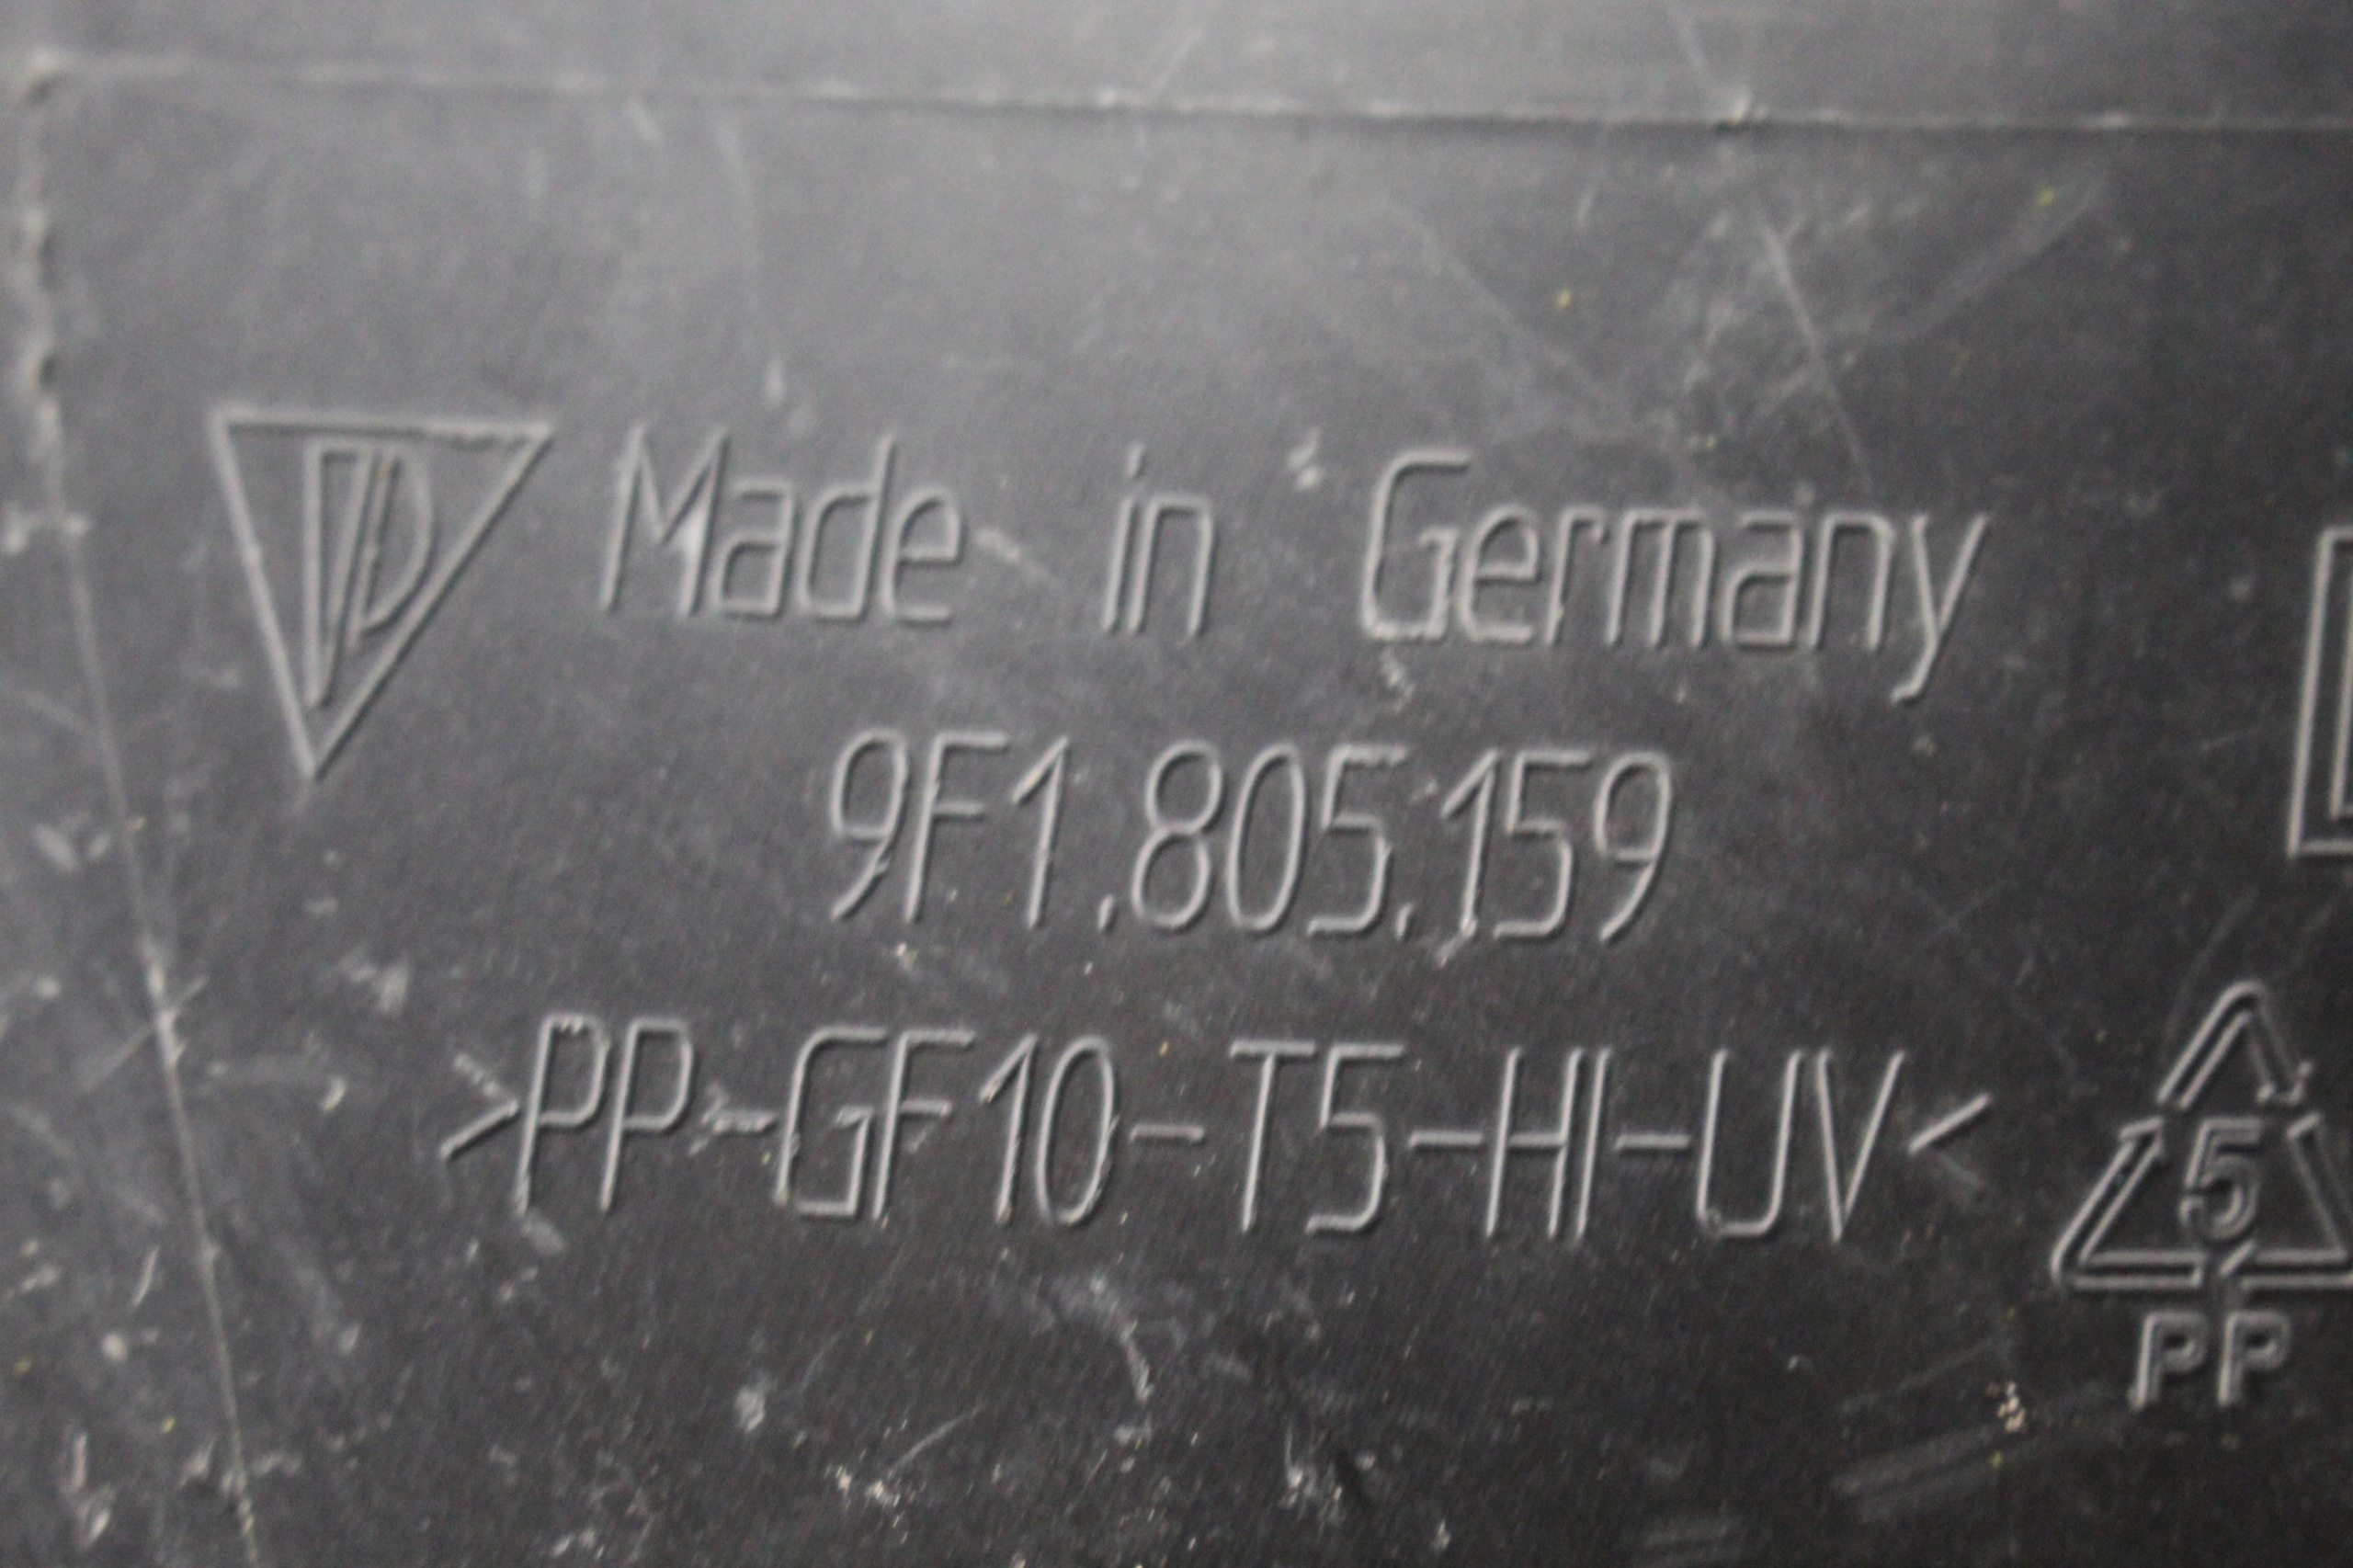 Made in Germany
9F1.805.159
>PP-GF10-T5-HI-UV<
5
PP